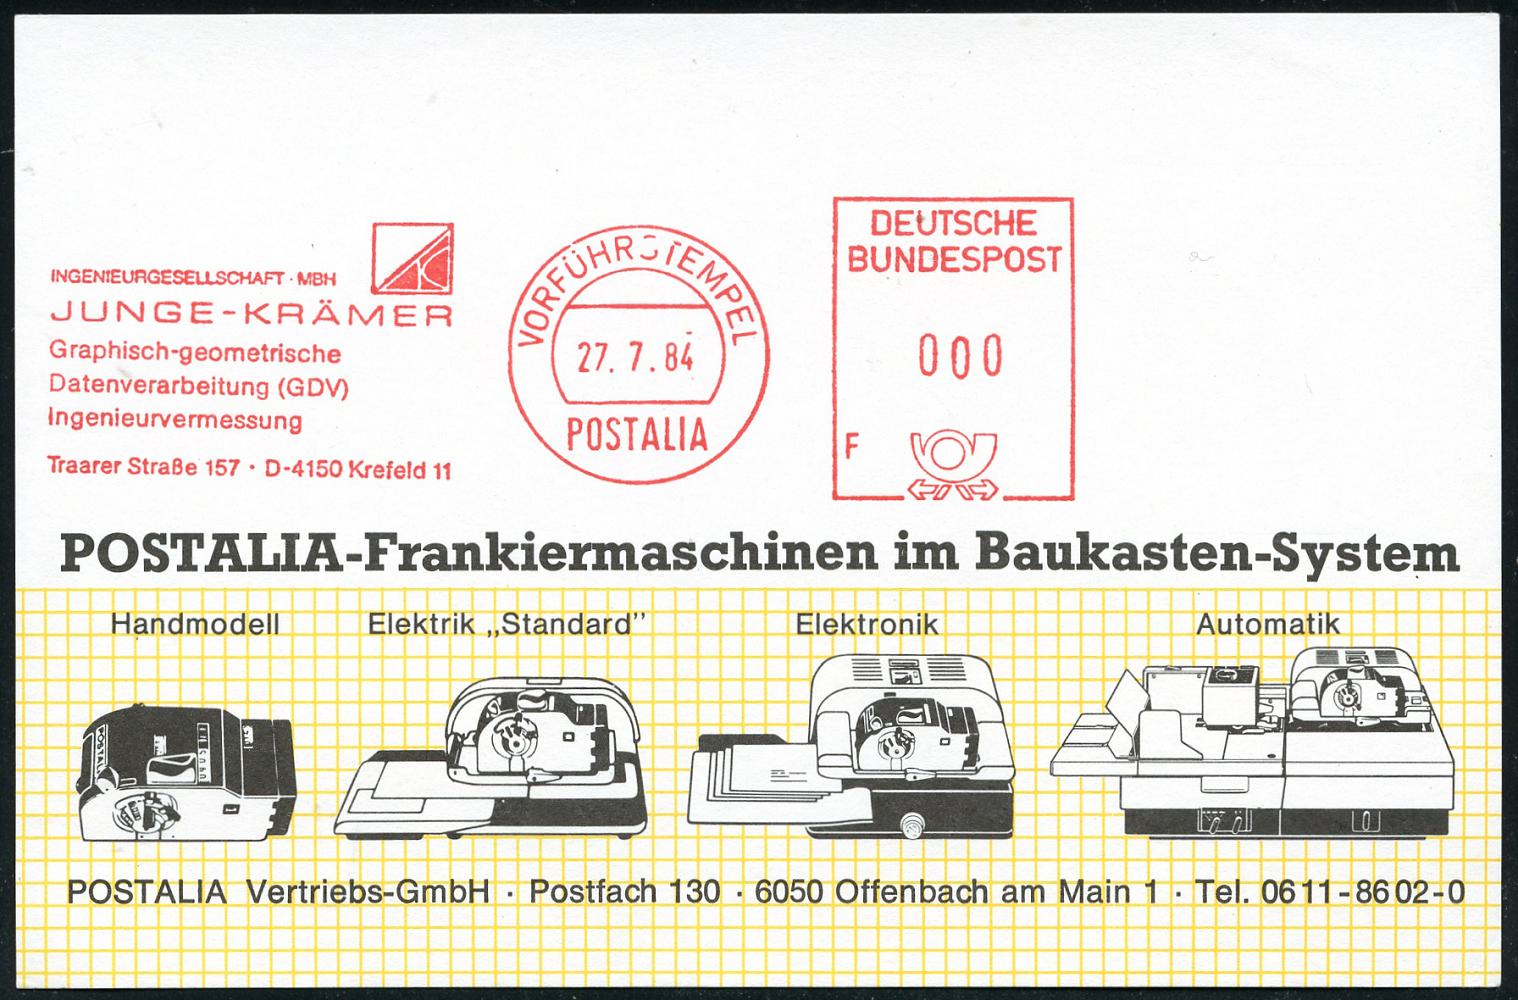 INGENIEURGESELLSCHAFT · MBH
JUNGE-KRÄMER
Graphisch-geometrische
Datenverarbeitung (GDV)
Ingenieurvermessung
Traarer Straße 157 · D-4150 Krefeld 11
VORFÜHRSTEMPEL
27. 7. 84
POSTALIA
DEUTSCHE
BUNDESPOST
000
F
POSTALIA-Frankiermaschinen im Baukasten-System
Handmodell
Elektrik „Standard”
Elektronik
Automatik
POSTALIA
POSTALIA Vertriebs-GmbH · Postfach 130 · 6050 Offenbach am Main 1 · Tel. 0611-8602-0